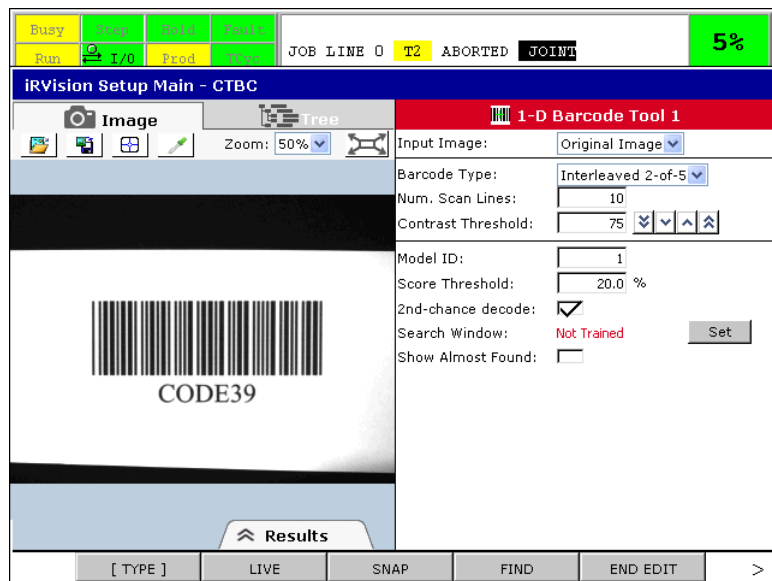 Busy Step Hold Fault
Run I/O Prod TCyc JOB LINE 0 T2 ABORTED JOINT 5%
iRVision Setup Main - CTBC
Image Tree 1-D Barcode Tool 1
Zoom: 50% Input Image: Original Image
Barcode Type: Interleaved 2-of-5
Num. Scan Lines: 10
Contrast Threshold: 75
Model ID: 1
Score Threshold: 20.0 %
2nd-chance decode:
Search Window: Not Trained Set
Show Almost Found:
CODE39
Results
[ TYPE ] LIVE SNAP FIND END EDIT >